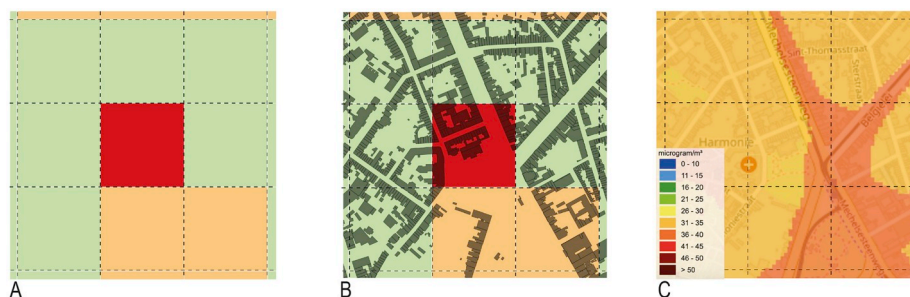 St-Thomasstraat
Harmonie
microgram/m³
0 - 10
11 - 15
16 - 20
21 - 25
26 - 30
31 - 35
36 - 40
41 - 45
46 - 50
> 50
A
B
C